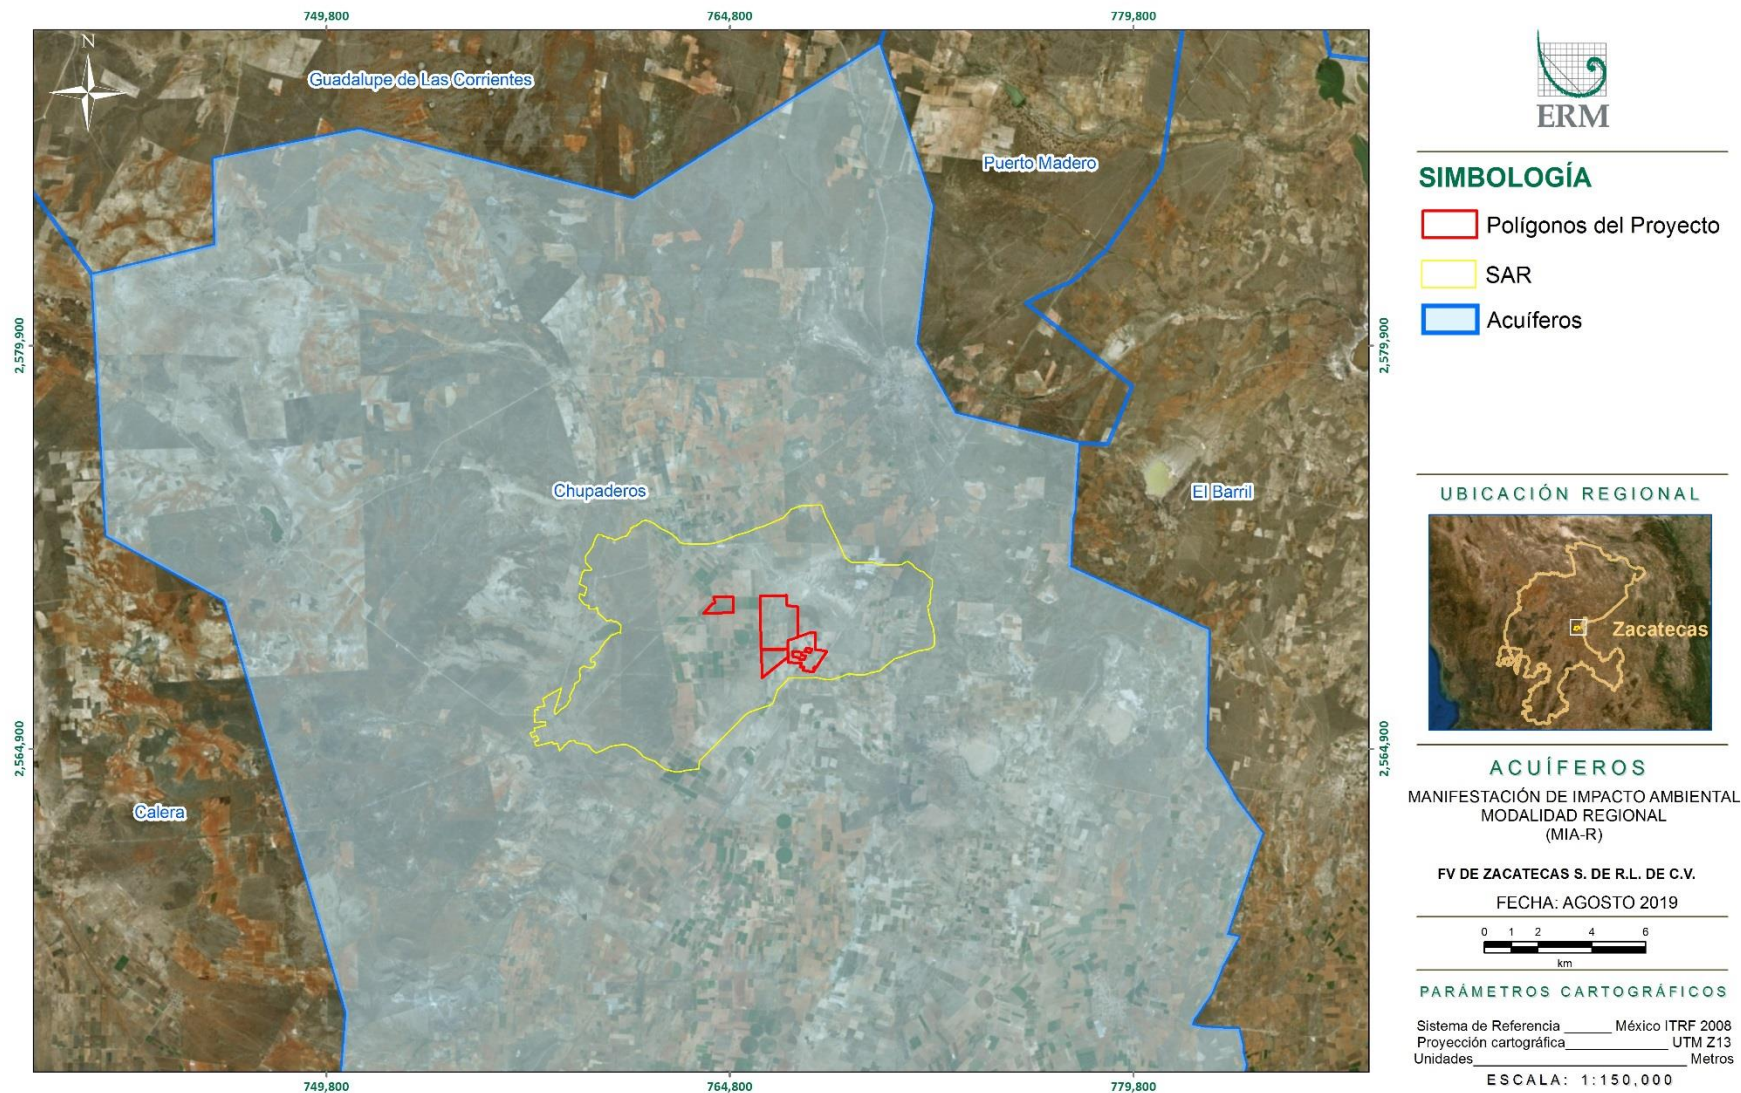 749,800
764,800
779,800
N
Guadalupe de Las Corrientes
Puerto Madero
2,579,900
2,579,900
Chupaderos
El Barril
2,564,900
2,564,900
Calera
749,800
764,800
779,800
ERM
SIMBOLOGÍA
Polígonos del Proyecto
SAR
Acuíferos
UBICACIÓN REGIONAL
Zacatecas
ACUÍFEROS
MANIFESTACIÓN DE IMPACTO AMBIENTAL
MODALIDAD REGIONAL
(MIA-R)
FV DE ZACATECAS S. DE R.L. DE C.V.
FECHA: AGOSTO 2019
0 1 2 4 6
km
PARÁMETROS CARTOGRÁFICOS
Sistema de Referencia ______ México ITRF 2008
Proyección cartográfica____________ UTM Z13
Unidades_________________________ Metros
ESCALA: 1:150,000